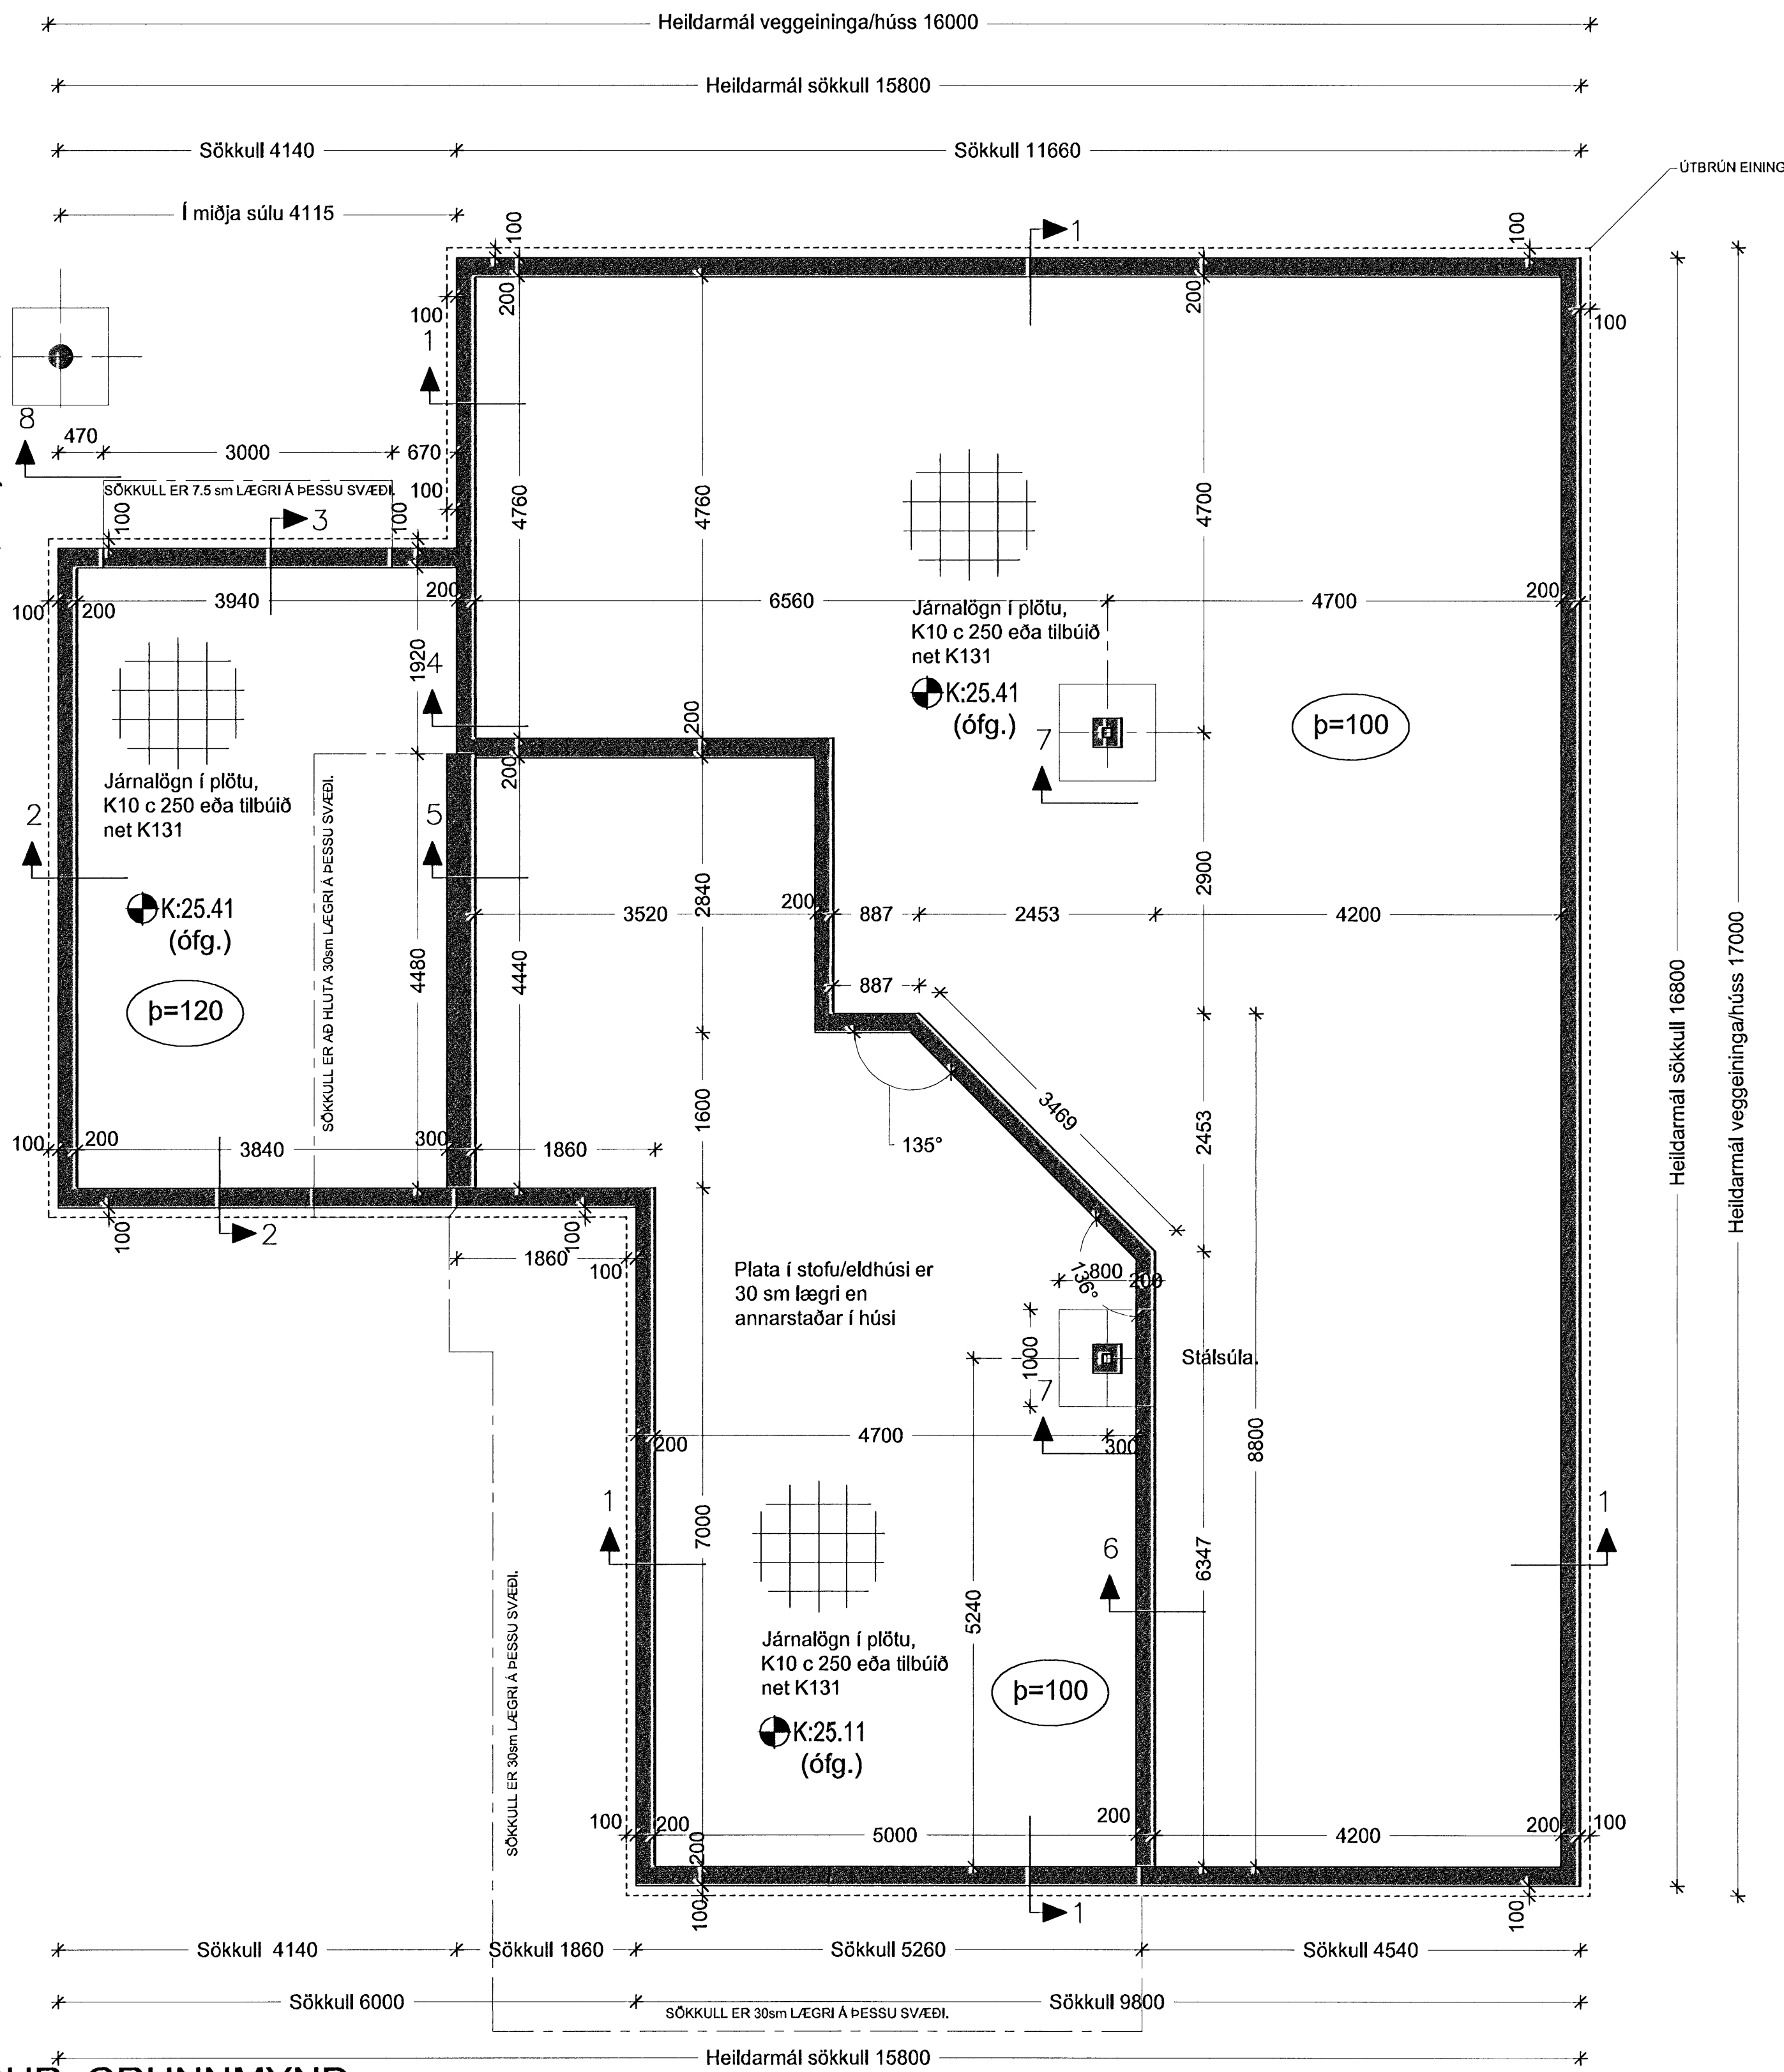 Heildarmál veggeininga/húss 16000
Heildarmál sökkull 15800
Sökkull 4140
Sökkull 11660
ÚTBRÚN EINING
Í miðja súlu 4115
100
100
1
200
200
100
100
1
8
470
3000
670
SÖKKULL ER 7.5 sm LÆGRI Á ÞESSU SVÆÐI.
100
100
3
100
4760
4760
4700
100
200
3940
200
6560
4700
200
Járnalögn í plötu,
K10 c 250 eða tilbúið
net K131
K:25.41
(ófg.)
þ=100
7
1920
4
200
200
Járnalögn í plötu,
K10 c 250 eða tilbúið
net K131
2
5
SÖKKULL ER AÐ HLUTA 30sm LÆGRI Á ÞESSU SVÆÐI.
K:25.41
(ófg.)
þ=120
3520
2840
200
887
2453
4200
2900
4480
4440
887
Heildarmál sökkull 16800
Heildarmál veggeininga/húss 17000
3469
135°
1600
2453
100
200
3840
300
1860
100
2
100
1860
100
Plata í stofu/eldhúsi er
30 sm lægri en
annarstaðar í húsi
800
200
136°
1000
Stálsúla.
7
200
4700
300
8800
1
7000
6
6347
1
5240
SÖKKULL ER 30sm LÆGRI Á ÞESSU SVÆÐI.
Járnalögn í plötu,
K10 c 250 eða tilbúið
net K131
þ=100
K:25.11
(ófg.)
100
200
5000
200
4200
200
100
200
100
1
100
Sökkull 4140
Sökkull 1860
Sökkull 5260
Sökkull 4540
Sökkull 6000
Sökkull 9800
SÖKKULL ER 30sm LÆGRI Á ÞESSU SVÆÐI.
Heildarmál sökkull 15800